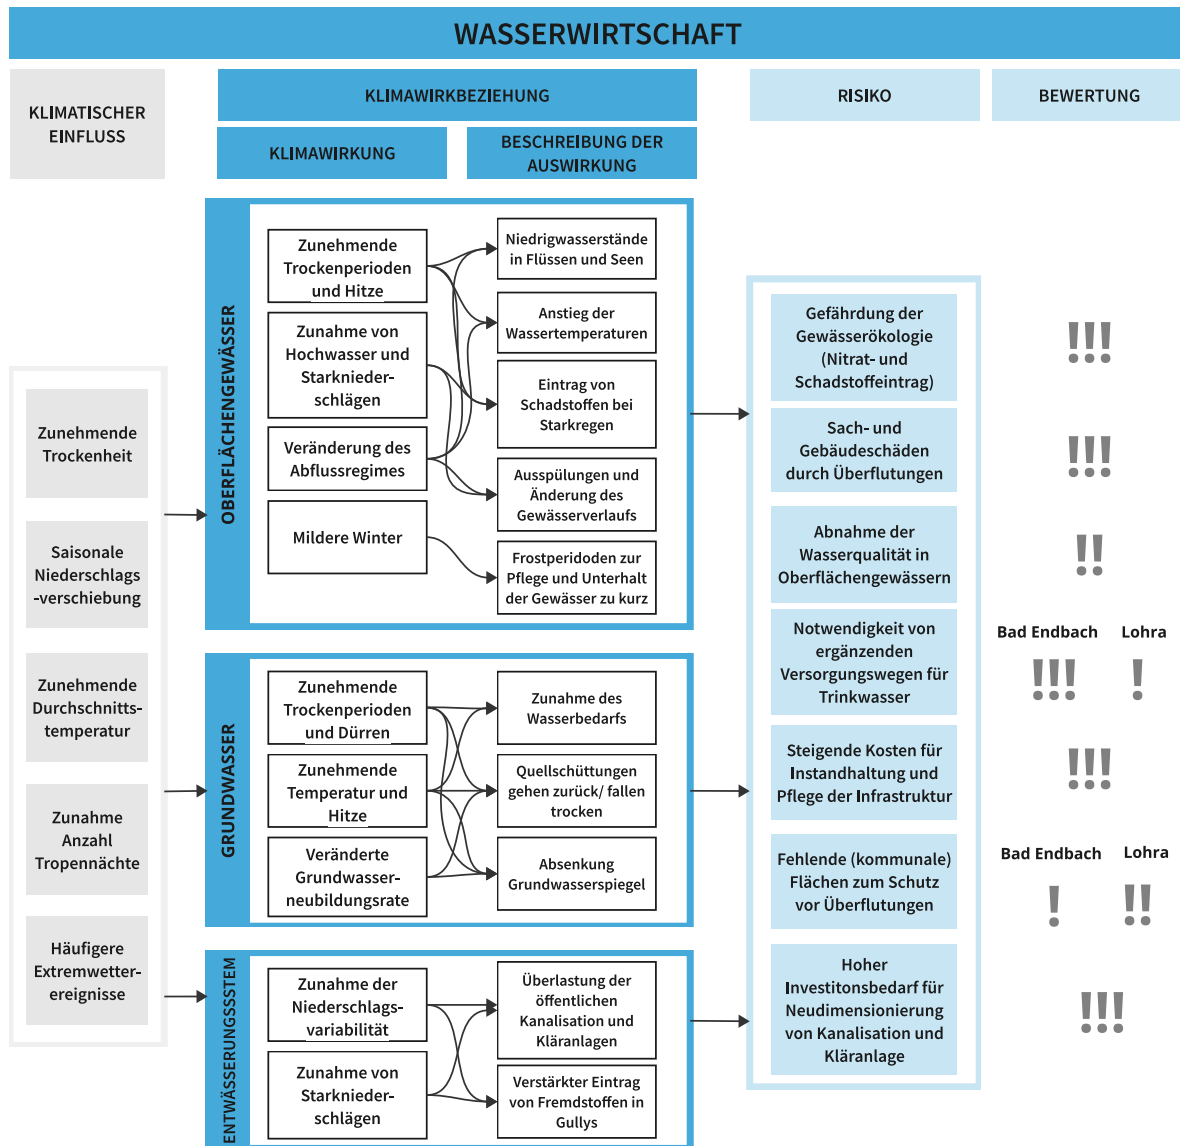 WASSERWIRTSCHAFT
KLIMATISCHER
EINFLUSS
KLIMAWIRKBEZIEHUNG
RISIKO
BEWERTUNG
KLIMAWIRKUNG
BESCHREIBUNG DER
AUSWIRKUNG
Zunehmende
Trockenheit
Saisonale
Niederschlags
-verschiebung
Zunehmende
Durchschnitts-
temperatur
Zunahme
Anzahl
Tropennächte
Häufigere
Extremwetter-
ereignisse
OBERFLÄCHENGEWÄSSER
Zunehmende
Trockenperioden
und Hitze
Zunahme von
Hochwasser und
Starknieder-
schlägen
Veränderung des
Abflussregimes
Mildere Winter
Niedrigwasserstände
in Flüssen und Seen
Anstieg der
Wassertemperaturen
Eintrag von
Schadstoffen bei
Starkregen
Ausspülungen und
Änderung des
Gewässerverlaufs
Frostperidoden zur
Pflege und Unterhalt
der Gewässer zu kurz
GRUNDWASSER
Zunehmende
Trockenperioden
und Dürren
Zunehmende
Temperatur und
Hitze
Veränderte
Grundwasser-
neubildungsrate
Zunahme des
Wasserbedarfs
Quellschüttungen
gehen zurück/ fallen
trocken
Absenkung
Grundwasserspiegel
ENTWÄSSERUNGSSSTEM
Zunahme der
Niederschlags-
variabilität
Zunahme von
Starknieder-
schlägen
Überlastung der
öffentlichen
Kanalisation und
Kläranlagen
Verstärkter Eintrag
von Fremdstoffen in
Gullys
Gefährdung der
Gewässerökologie
(Nitrat- und
Schadstoffeintrag)
!!!
Sach- und
Gebäudeschäden
durch Überflutungen
!!!
Abnahme der
Wasserqualität in
Oberflächengewässern
!!
Notwendigkeit von
ergänzenden
Versorgungswegen für
Trinkwasser
Bad Endbach Lohra
!!! !
Steigende Kosten für
Instandhaltung und
Pflege der Infrastruktur
!!!
Fehlende (kommunale)
Flächen zum Schutz
vor Überflutungen
Bad Endbach Lohra
! !!
Hoher
Investitonsbedarf für
Neudimensionierung
von Kanalisation und
Kläranlage
!!!